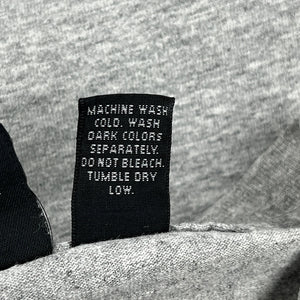 MACHINE WASH
COLD. WASH
DARK COLORS
SEPARATELY.
DO NOT BLEACH.
TUMBLE DRY
LOW.